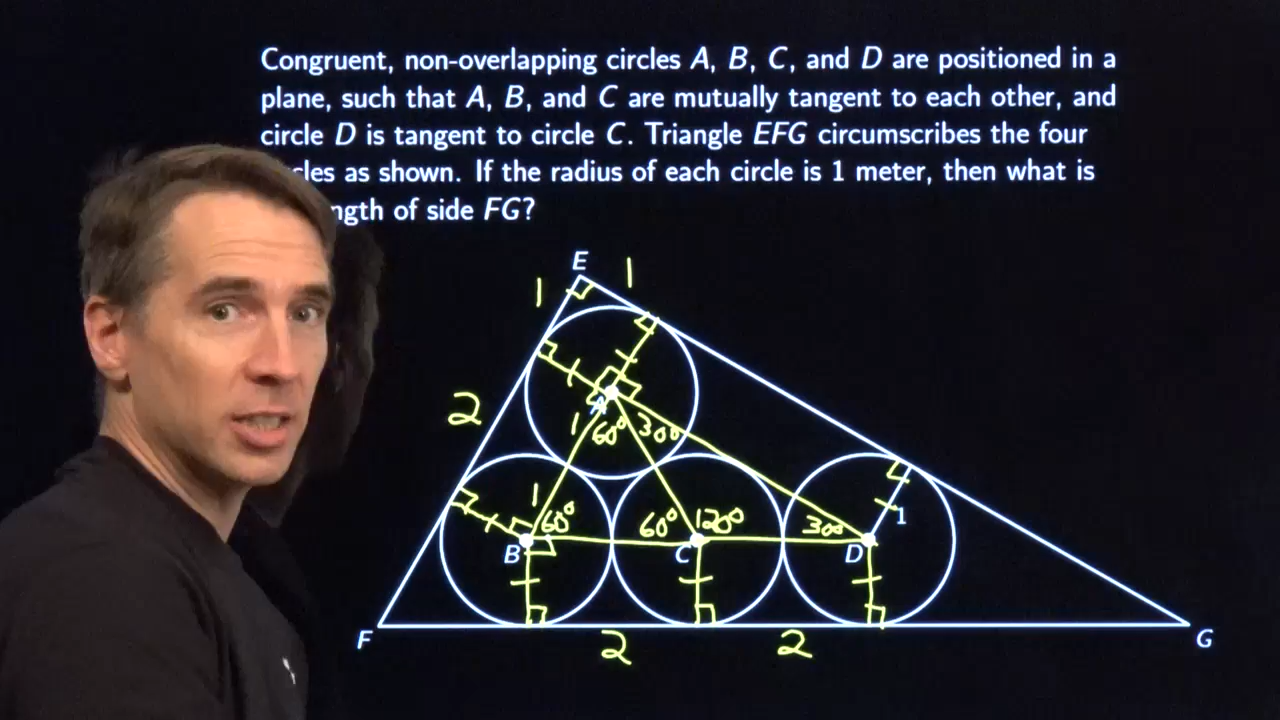 Congruent, non-overlapping circles A, B, C, and D are positioned in a
plane, such that A, B, and C are mutually tangent to each other, and
circle D is tangent to circle C. Triangle EFG circumscribes the four
as shown. If the radius of each circle is 1 meter, then what is
of side FG?
E
1
1
2
A
1
60°
30°
1
60°
60°
120°
30°
1
B
C
D
F
2
2
G